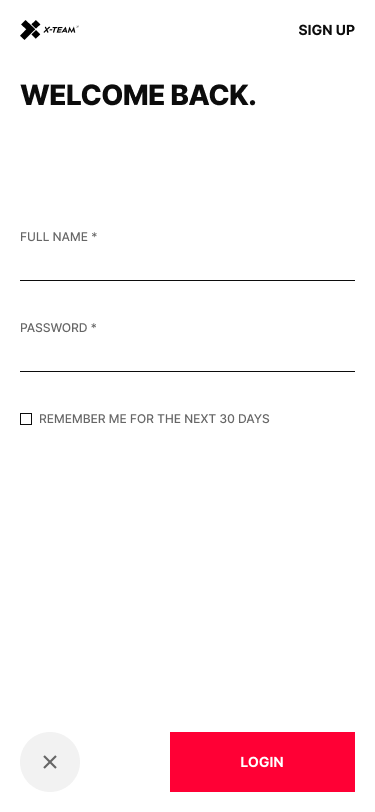 X-TEAM
SIGN UP
WELCOME BACK.
FULL NAME *
PASSWORD *
REMEMBER ME FOR THE NEXT 30 DAYS
LOGIN